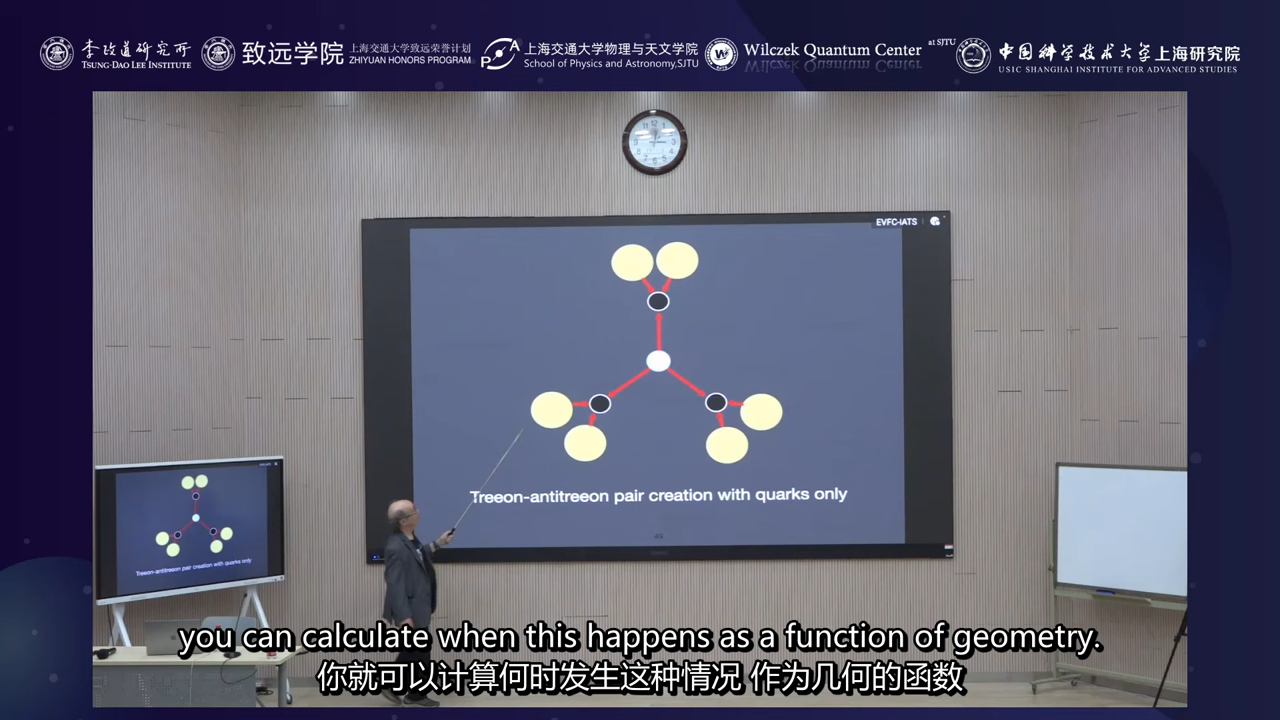 李政道研究所
TSUNG-DAO LEE INSTITUTE
致远学院
上海交通大学致远荣誉计划
ZHIYUAN HONORS PROGRAM
上海交通大学物理与天文学院
School of Physics and Astronomy,SJTU
Wilczek Quantum Center at SJTU
中国科学技术大学上海研究院
USTC SHANGHAI INSTITUTE FOR ADVANCED STUDIES
EVFC-IATS
Treeon-antitreeon pair creation with quarks only
Treeon-antitreeon pair creation with quarks only
you can calculate when this happens as a function of geometry.
你就可以计算何时发生这种情况 作为几何的函数